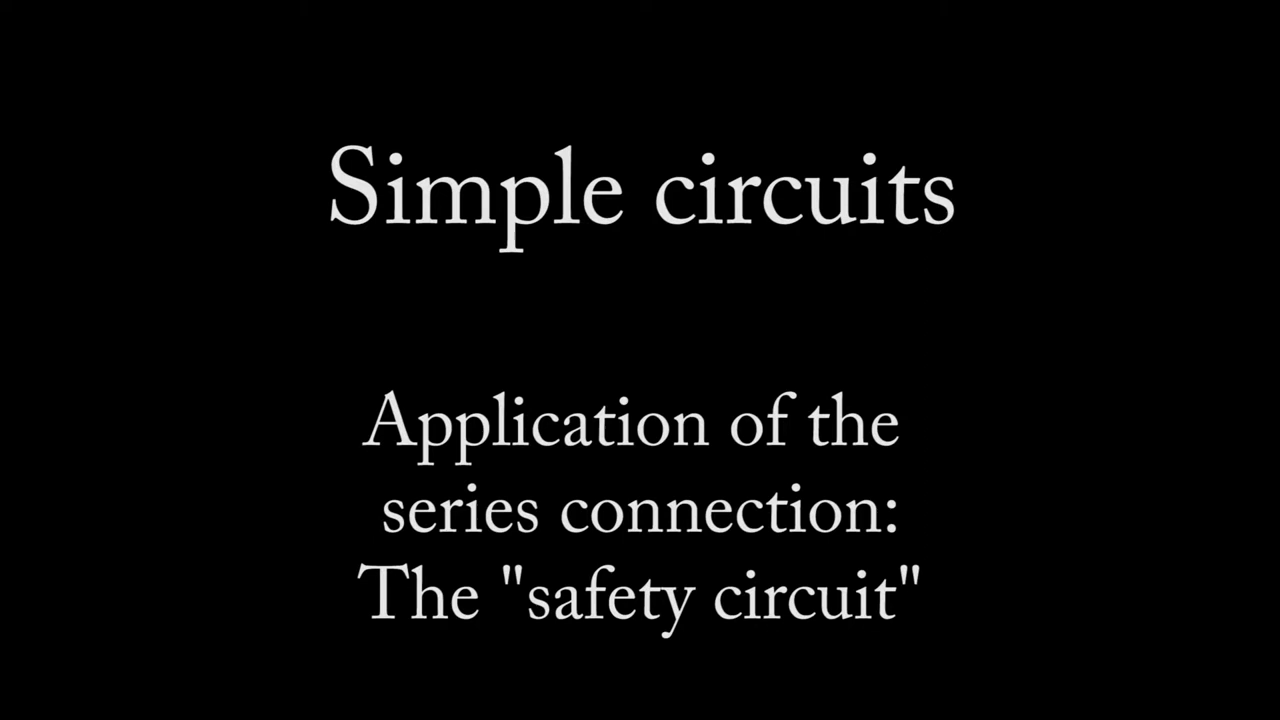 Simple circuits
Application of the
series connection:
The "safety circuit"